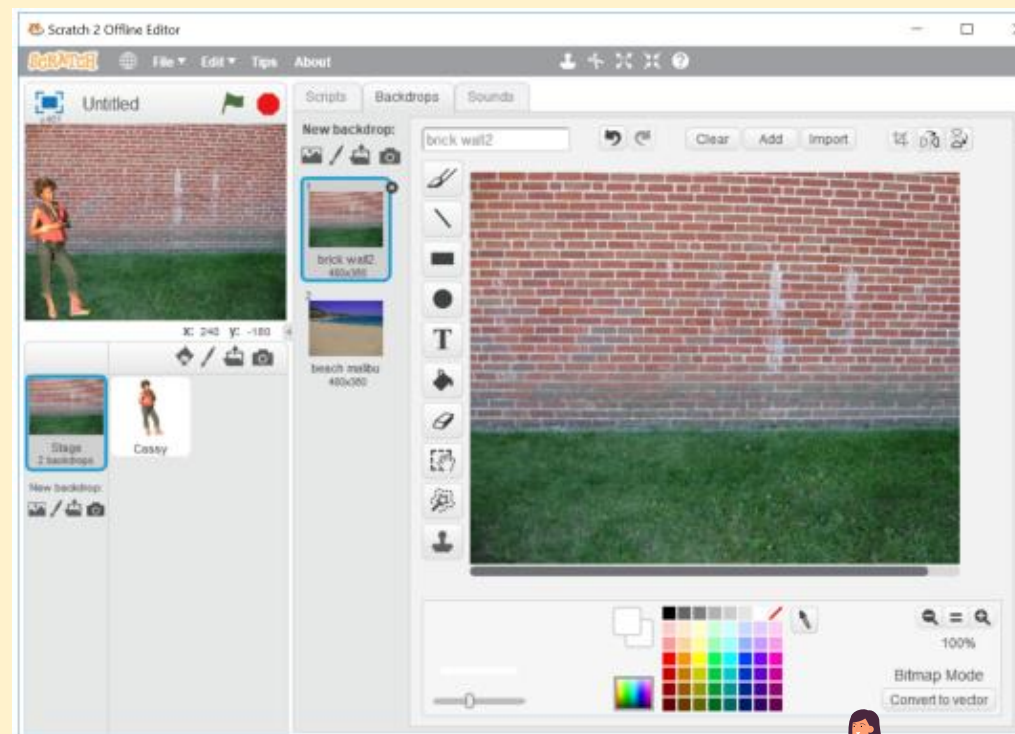 Scratch 2 Offline Editor
SCRATCH File Edit Tips About
Untitled
Scripts Backdrops Sounds
New backdrop:
brick wall2
Clear Add Import
1
brick wall2
480x360
2
beach malibu
480x360
X: 240 y: -180
Stage
2 backdrops
Cassy
New backdrop:
T
100%
Bitmap Mode
Convert to vector